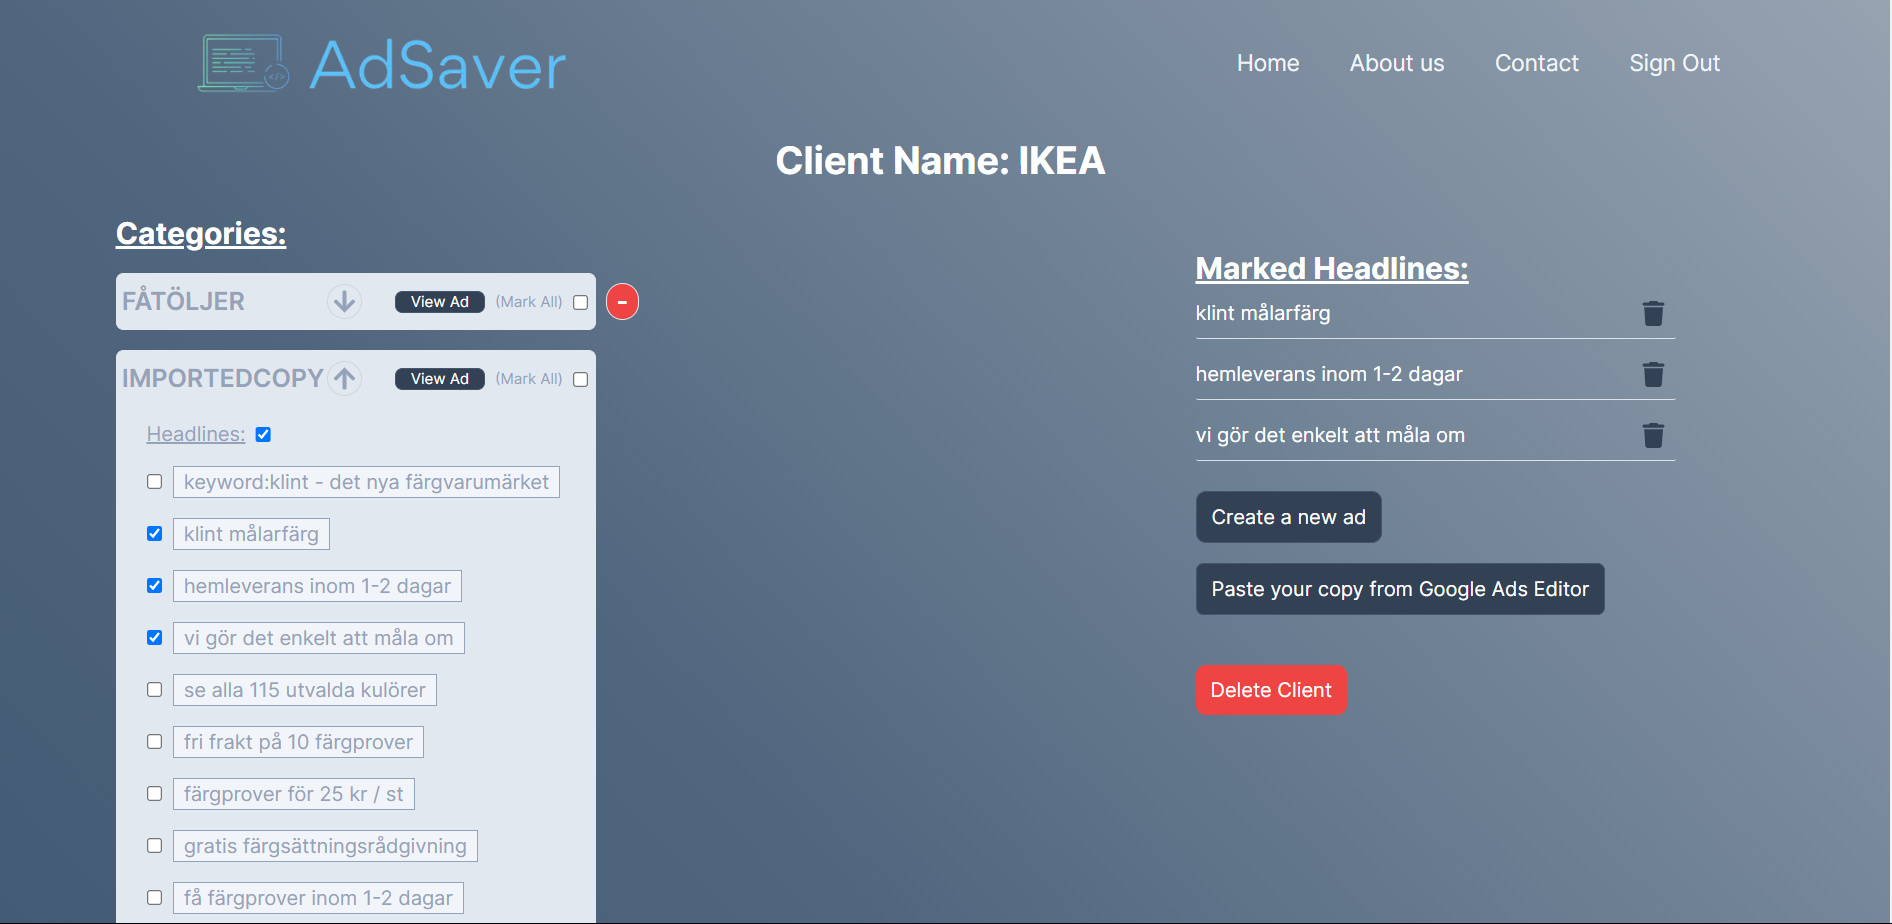 AdSaver
Home About us Contact Sign Out
Client Name: IKEA
Categories:
FÅTÖLJER View Ad (Mark All) -
IMPORTEDCOPY View Ad (Mark All)
Headlines:
keyword:klint - det nya färgvarumärket
klint målarfärg
hemleverans inom 1-2 dagar
vi gör det enkelt att måla om
se alla 115 utvalda kulörer
fri frakt på 10 färgprover
färgprover för 25 kr / st
gratis färgsättningsrådgivning
få färgprover inom 1-2 dagar
Marked Headlines:
klint målarfärg
hemleverans inom 1-2 dagar
vi gör det enkelt att måla om
Create a new ad
Paste your copy from Google Ads Editor
Delete Client